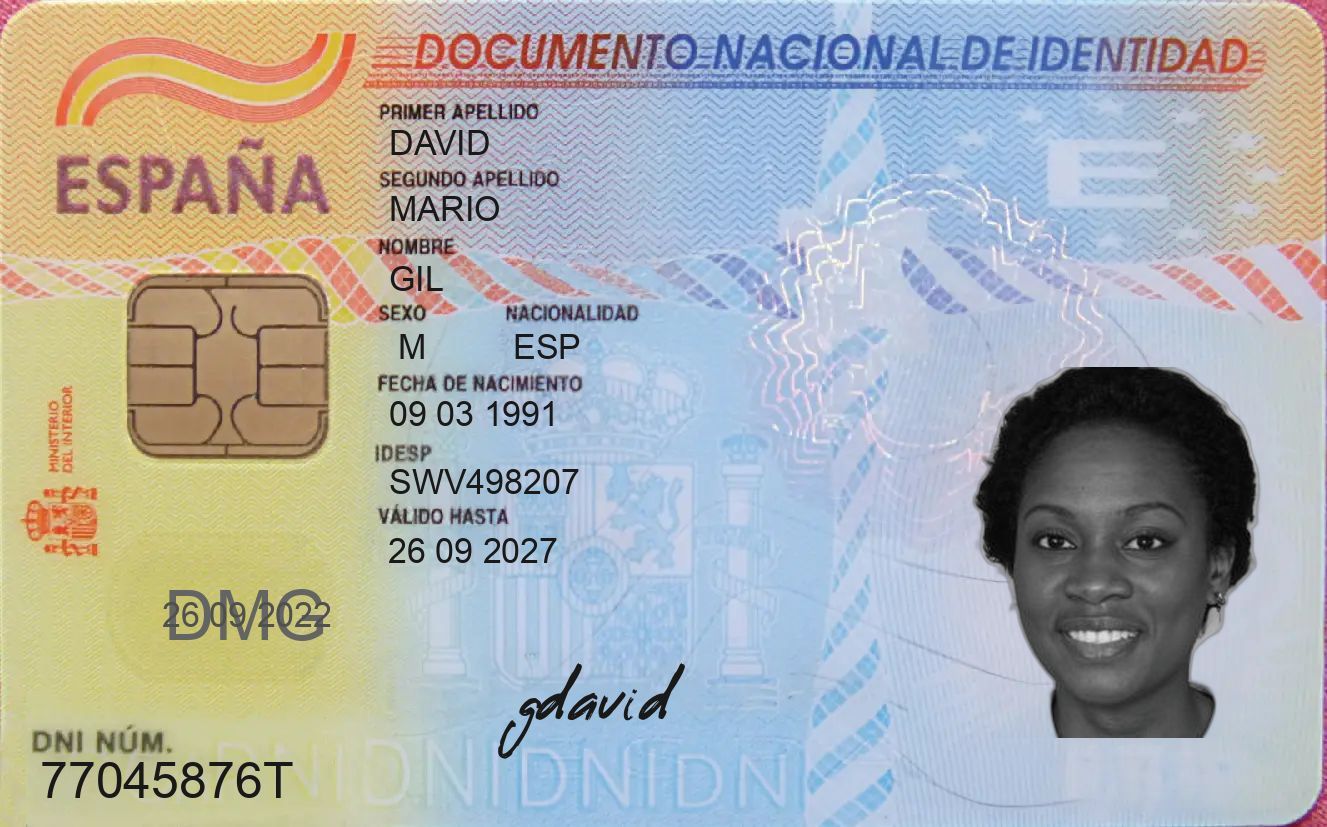 DOCUMENTO NACIONAL DE IDENTIDAD
ESPAÑA
PRIMER APELLIDO
DAVID
SEGUNDO APELLIDO
MARIO
NOMBRE
GIL
SEXO NACIONALIDAD
M ESP
FECHA DE NACIMIENTO
09 03 1991
IDESP
SWV498207
VÁLIDO HASTA
26 09 2027
MINISTERIO
DEL INTERIOR
E
26 09 2022
DMG
gdavid
DNI NÚM.
77045876T
DNIDNIDNIDNI